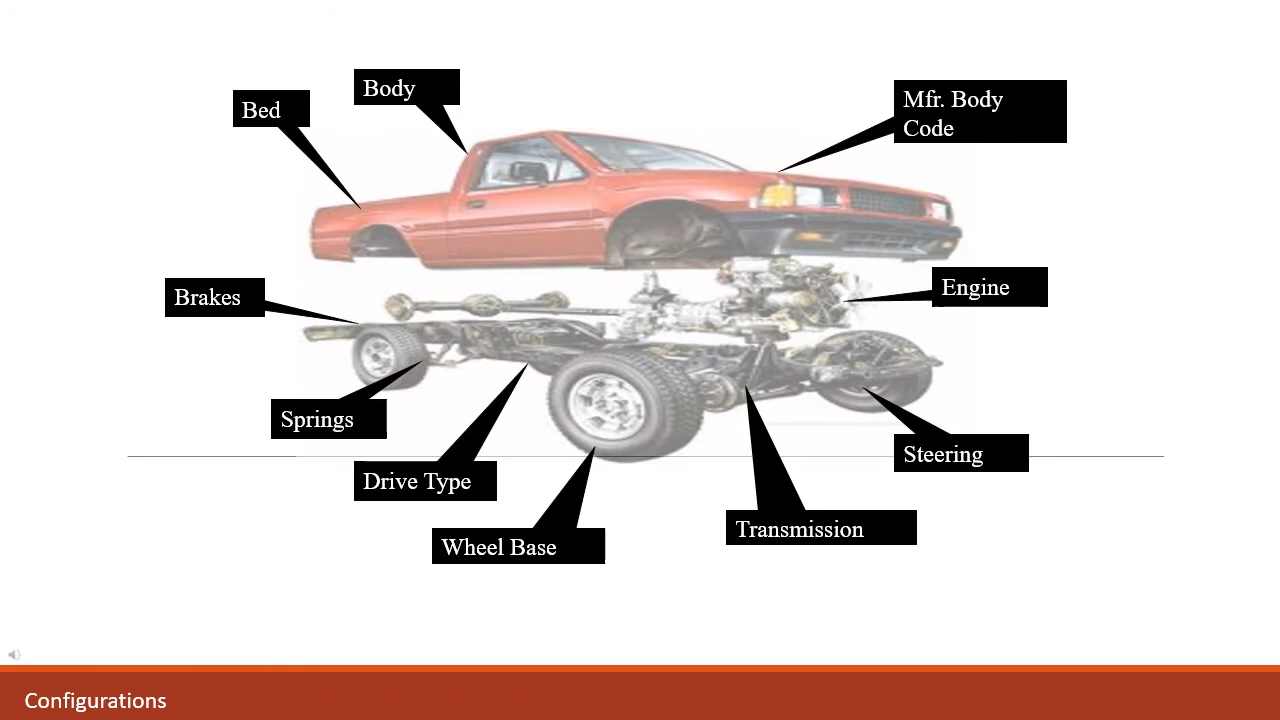 Body
Bed
Mfr. Body
Code
Brakes
Engine
Springs
Steering
Drive Type
Transmission
Wheel Base
Configurations